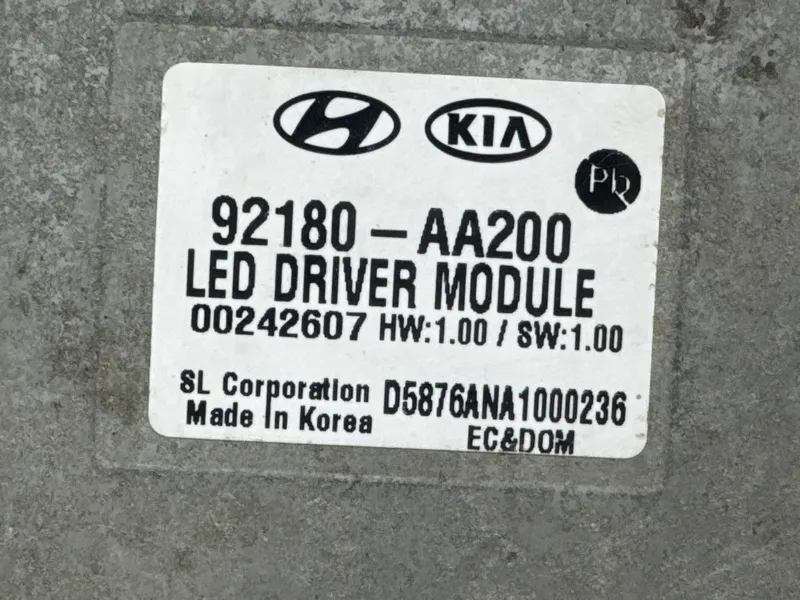 KIA
Pb
92180-AA200
LED DRIVER MODULE
00242607 HW:1.00 / SW:1.00
SL Corporation D5876ANA1000236
Made In Korea EC&DOM